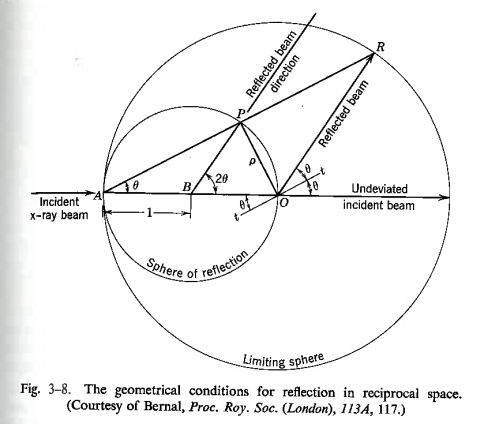 Reflected beam
direction
R
P
Reflected beam
ρ
θ
A
B
2θ
θ
t
θ
Undeviated
incident beam
Incident
x-ray beam
1
θ
t
O
Sphere of reflection
Limiting sphere
Fig. 3–8. The geometrical conditions for reflection in reciprocal space.
(Courtesy of Bernal, Proc. Roy. Soc. (London), 113A, 117.)